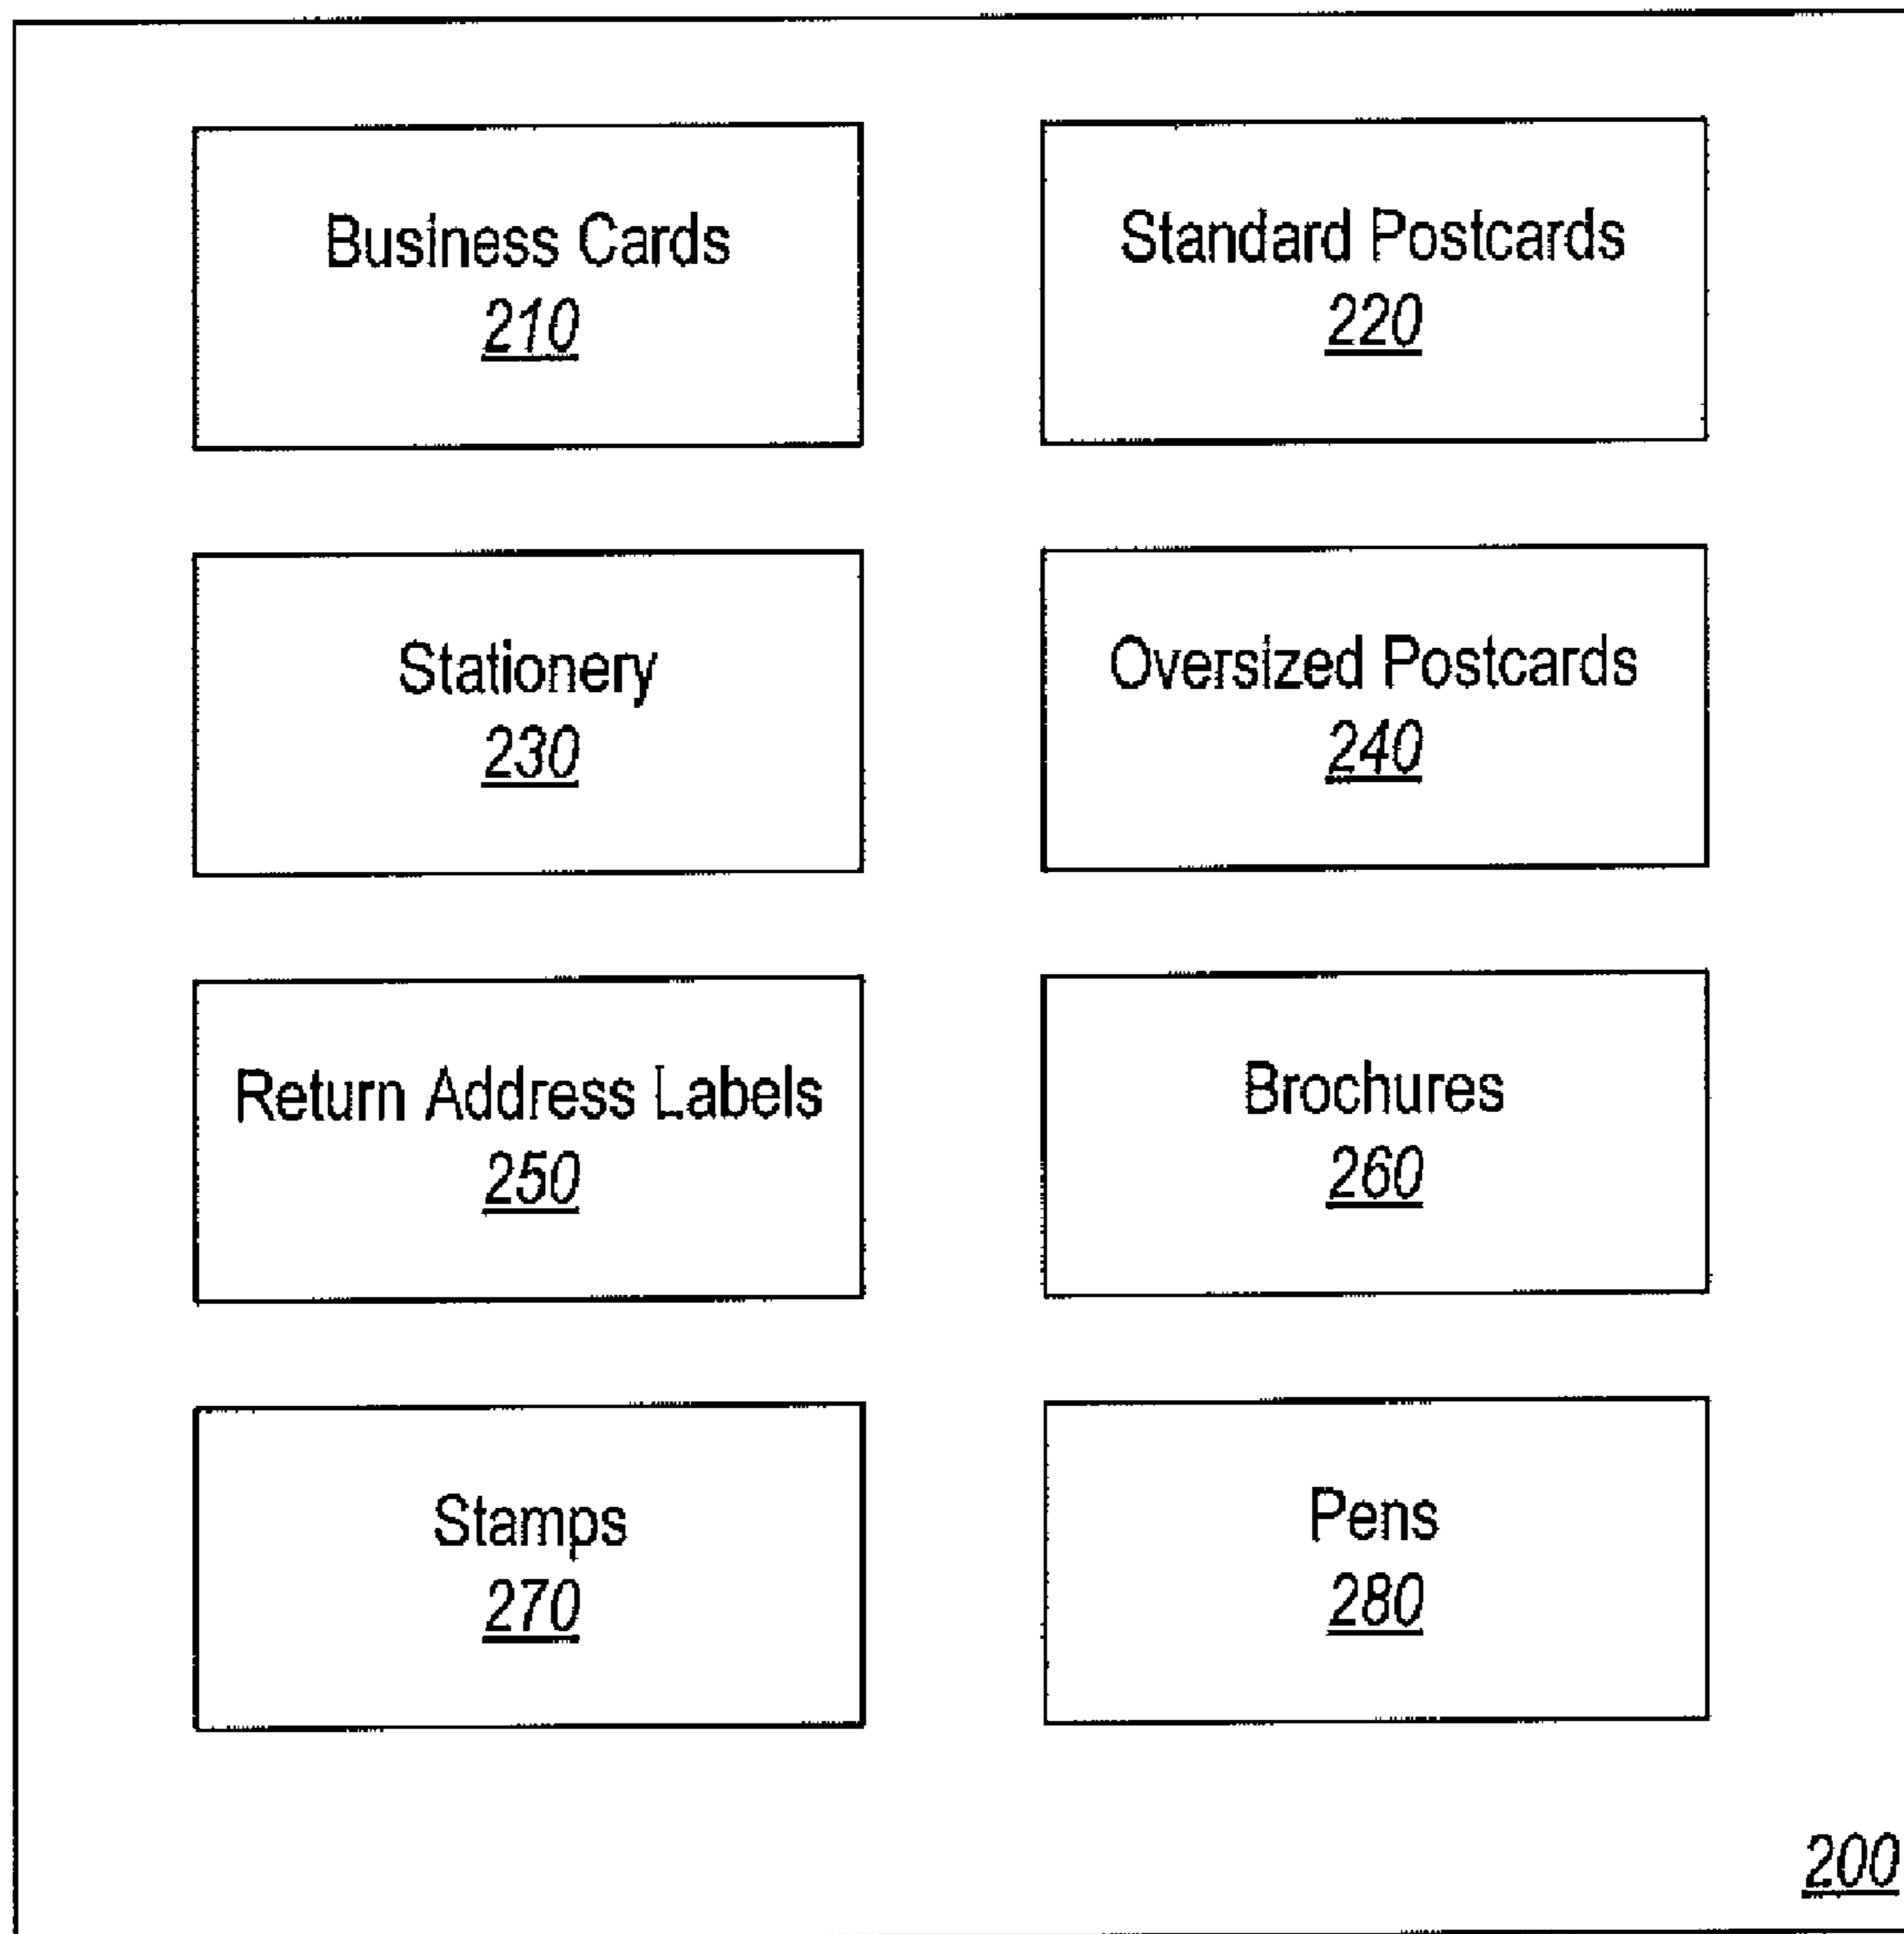 Business Cards
210
Standard Postcards
220
Stationery
230
Oversized Postcards
240
Return Address Labels
250
Brochures
260
Stamps
270
Pens
280
200